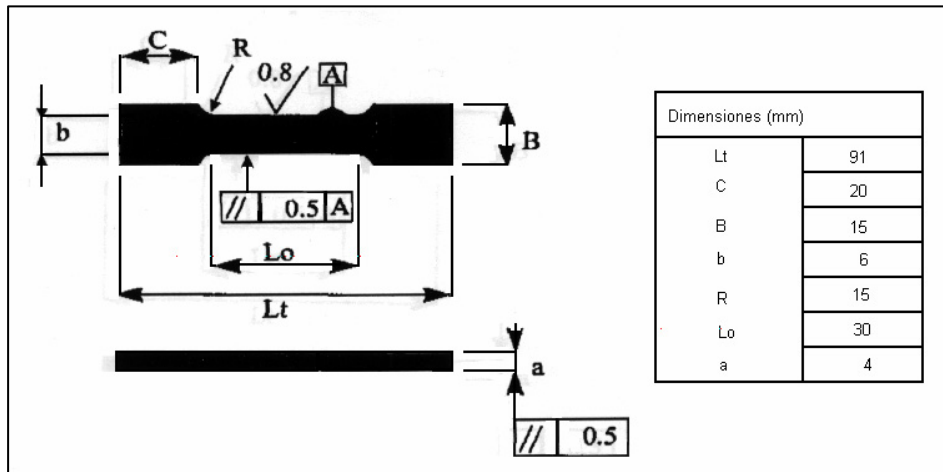 C
R
0.8
A
b
B
// 0.5 A
Lo
Lt
a
// 0.5
Dimensiones (mm)
Lt 91
C 20
B 15
b 6
R 15
Lo 30
a 4